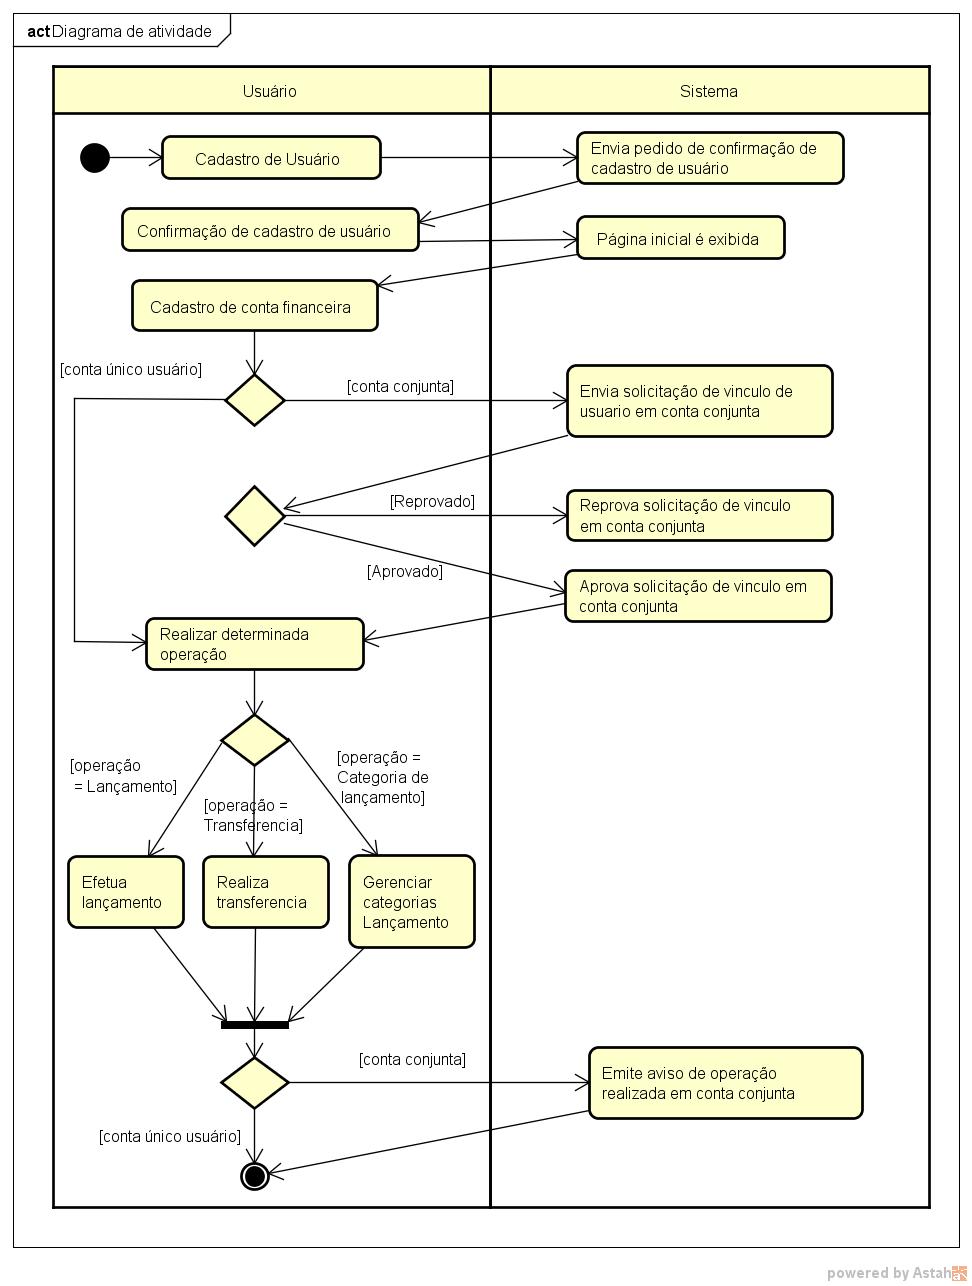 act Diagrama de atividade
Usuário
Sistema
Cadastro de Usuário
Envia pedido de confirmação de
cadastro de usuário
Confirmação de cadastro de usuário
Página inicial é exibida
Cadastro de conta financeira
[conta único usuário]
[conta conjunta]
Envia solicitação de vinculo de
usuario em conta conjunta
[Reprovado]
Reprova solicitação de vinculo
em conta conjunta
[Aprovado]
Aprova solicitação de vinculo em
conta conjunta
Realizar determinada
operação
[operação
= Lançamento]
[operação =
Transferencia]
[operação =
Categoria de
lançamento]
Efetua
lançamento
Realiza
transferencia
Gerenciar
categorias
Lançamento
[conta conjunta]
Emite aviso de operação
realizada em conta conjunta
[conta único usuário]
powered by Astah